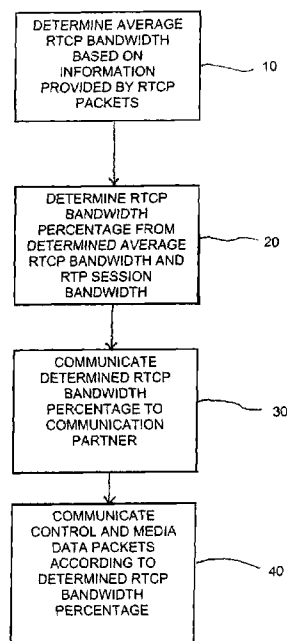 DETERMINE AVERAGE
RTCP BANDWIDTH
BASED ON
INFORMATION
PROVIDED BY RTCP
PACKETS
10
DETERMINE RTCP
BANDWIDTH
PERCENTAGE FROM
DETERMINED AVERAGE
RTCP BANDWIDTH AND
RTP SESSION
BANDWIDTH
20
COMMUNICATE
DETERMINED RTCP
BANDWIDTH
PERCENTAGE TO
COMMUNICATION
PARTNER
30
COMMUNICATE
CONTROL AND MEDIA
DATA PACKETS
ACCORDING TO
DETERMINED RTCP
BANDWIDTH
PERCENTAGE
40